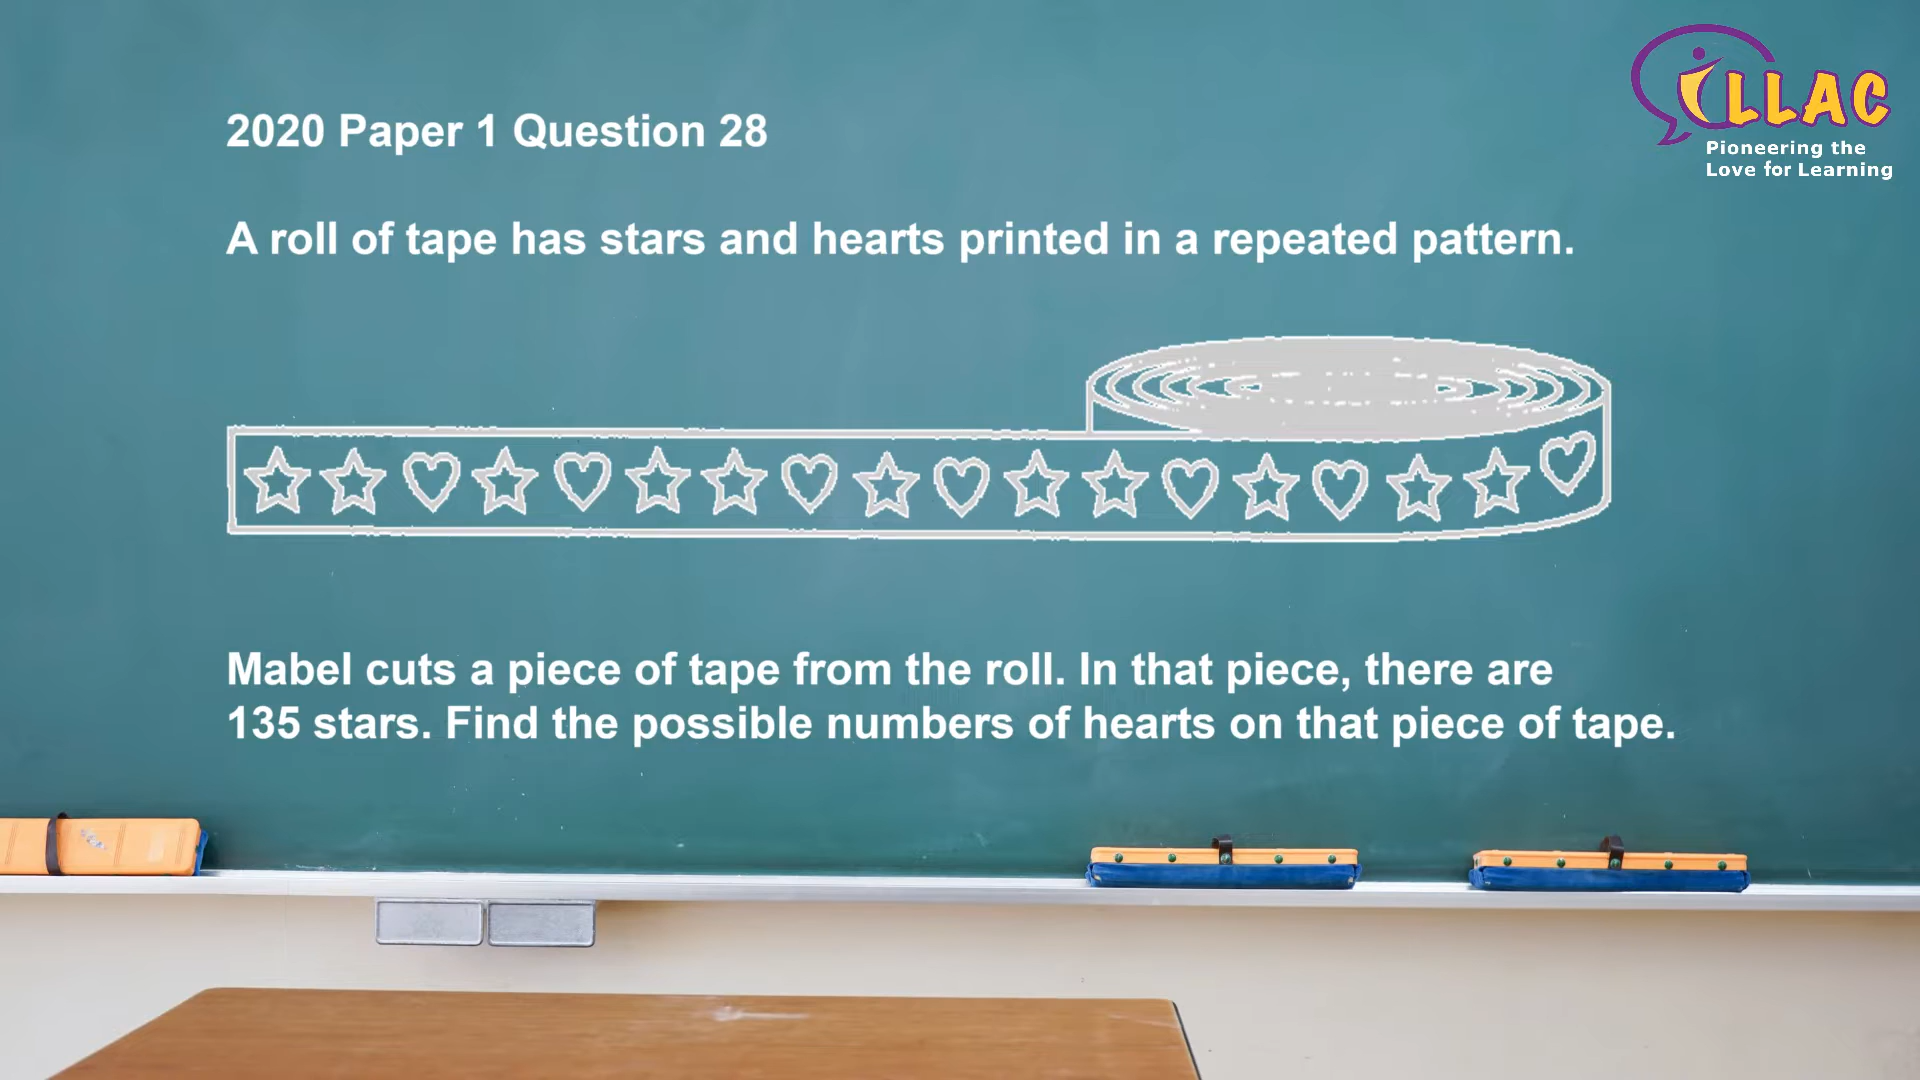 iLLAC
Pioneering the
Love for Learning
2020 Paper 1 Question 28
A roll of tape has stars and hearts printed in a repeated pattern.
Mabel cuts a piece of tape from the roll. In that piece, there are
135 stars. Find the possible numbers of hearts on that piece of tape.